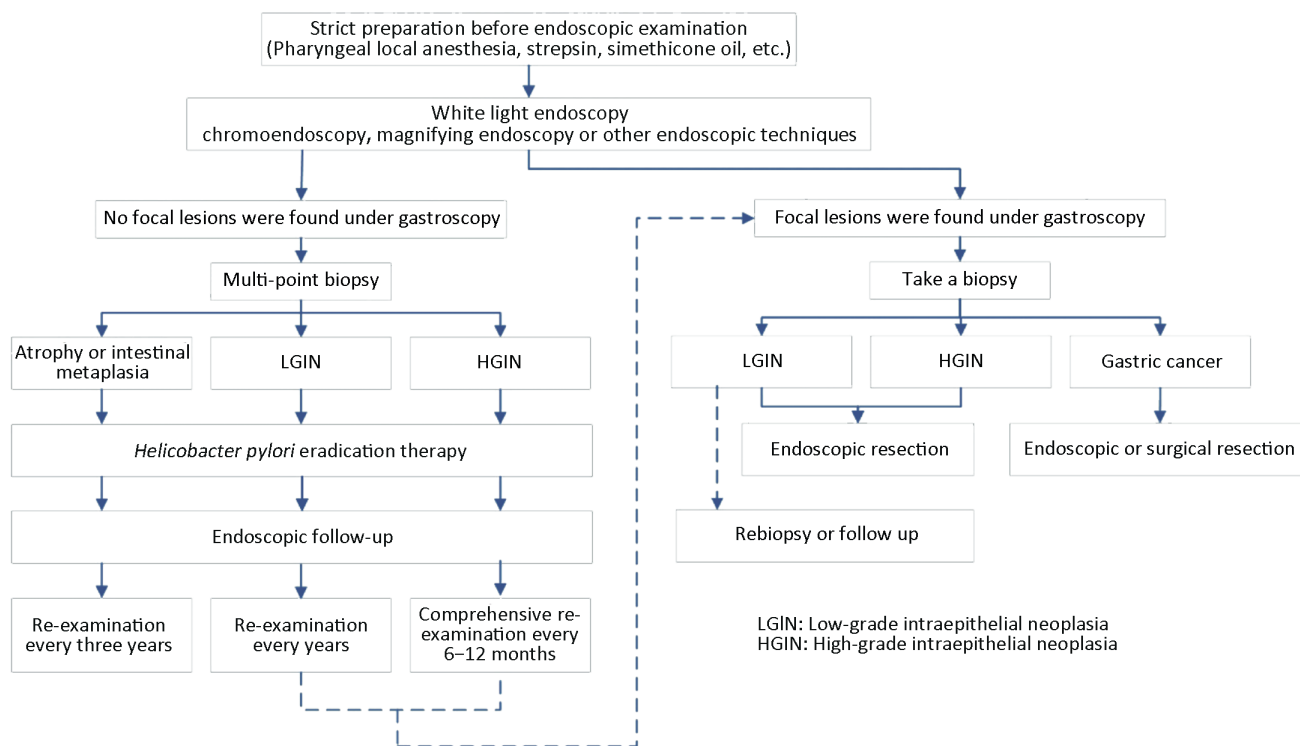 Strict preparation before endoscopic examination
(Pharyngeal local anesthesia, strepsin, simethicone oil, etc.)
White light endoscopy
chromoendoscopy, magnifying endoscopy or other endoscopic techniques
No focal lesions were found under gastroscopy
Multi-point biopsy
Atrophy or intestinal
metaplasia
LGIN
HGIN
Helicobacter pylori eradication therapy
Endoscopic follow-up
Re-examination
every three years
Re-examination
every years
Comprehensive re-
examination every
6–12 months
Focal lesions were found under gastroscopy
Take a biopsy
LGIN
HGIN
Gastric cancer
Endoscopic resection
Endoscopic or surgical resection
Rebiopsy or follow up
LGIN: Low-grade intraepithelial neoplasia
HGIN: High-grade intraepithelial neoplasia